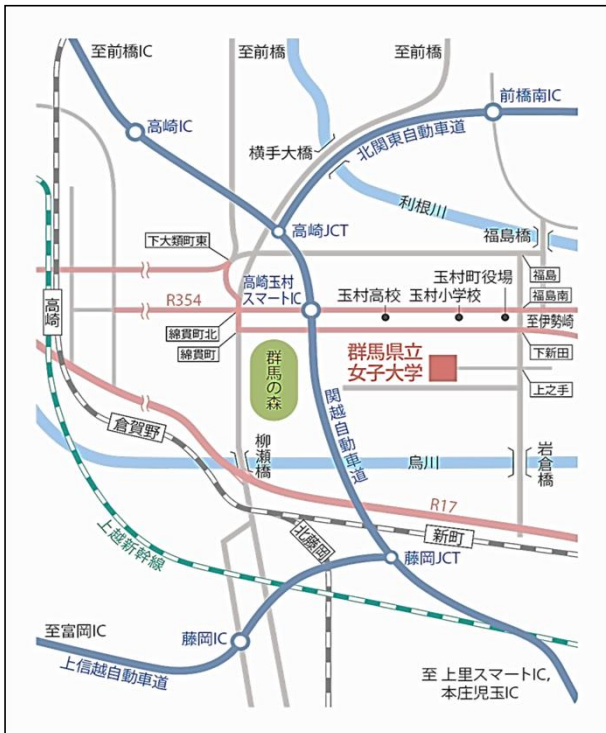 至前橋IC
至前橋
至前橋
前橋南IC
高崎IC
横手大橋
北関東自動車道
利根川
高崎JCT
福島橋
下大類町東
福島
高崎玉村
スマートIC
玉村町役場
玉村高校
玉村小学校
高崎
R354
福島南
綿貫町北
至伊勢崎
綿貫町
群馬の森
群馬県立
女子大学
下新田
上之手
関越自動車道
倉賀野
柳瀬橋
烏川
岩倉橋
R17
上越新幹線
北藤岡
新町
藤岡JCT
至富岡IC
藤岡IC
上信越自動車道
至 上里スマートIC,
本庄児玉IC